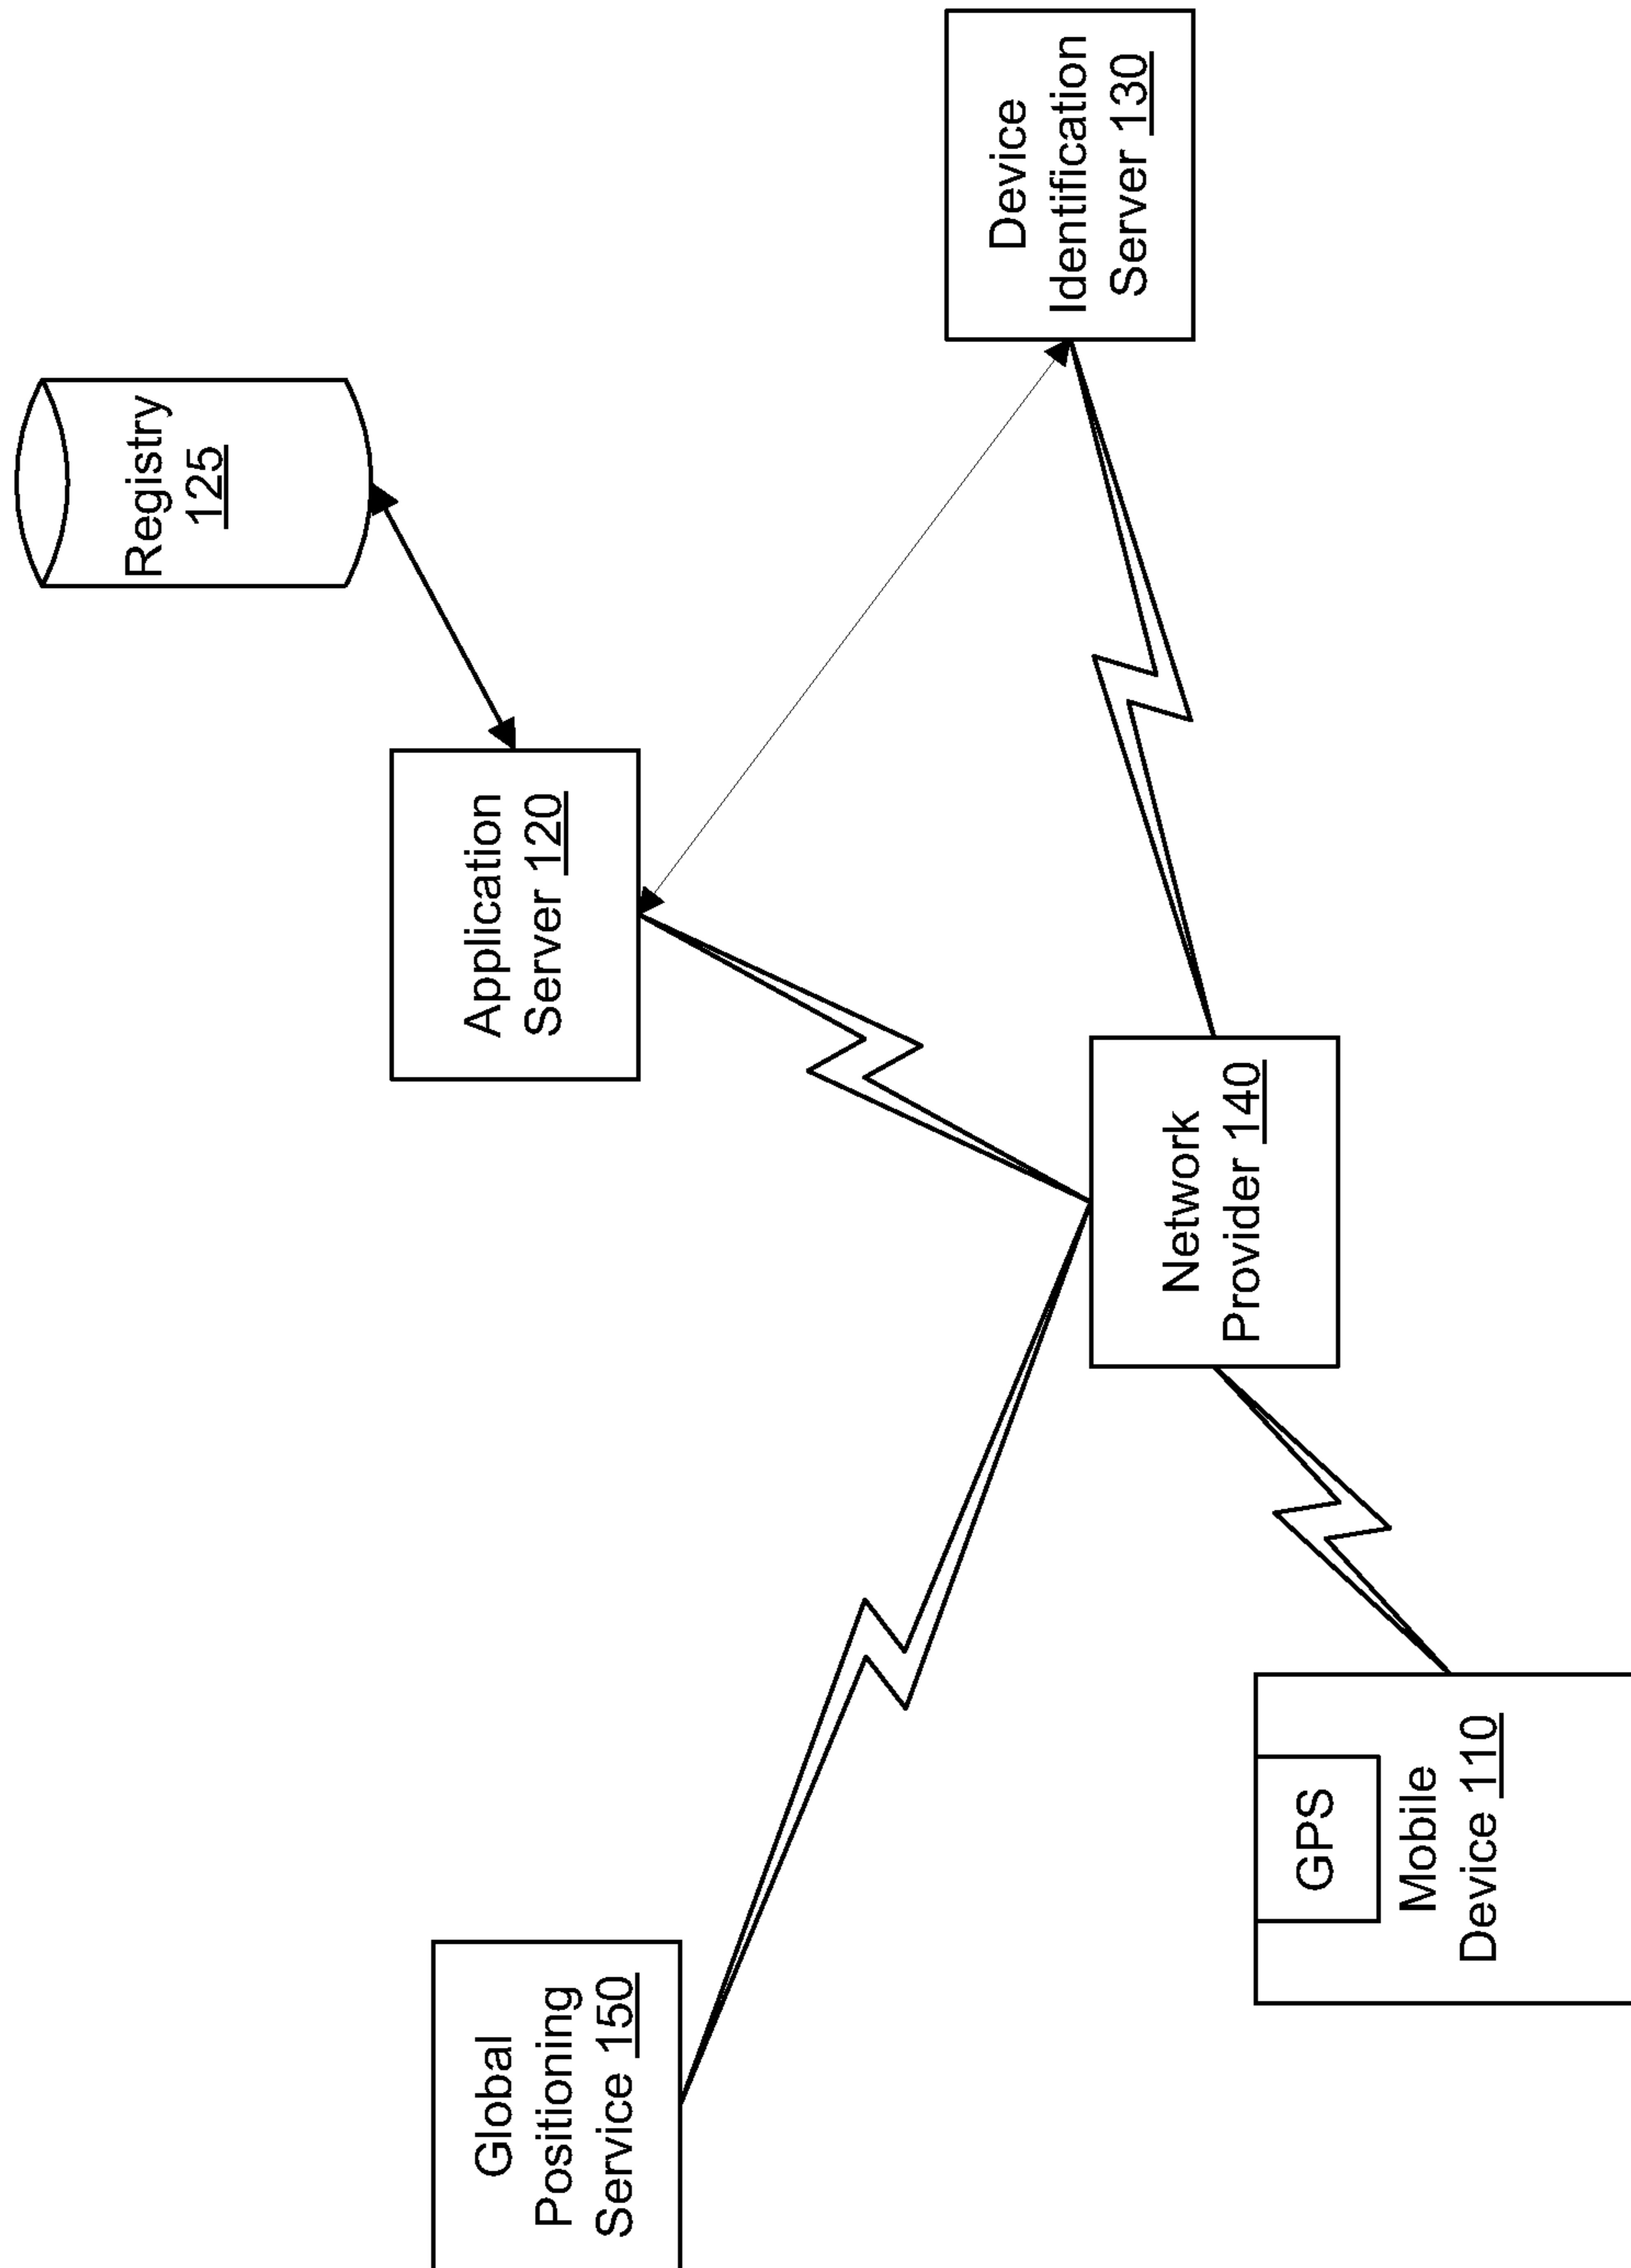 Registry
125
Application
Server 120
Device
Identification
Server 130
Global
Positioning
Service 150
Network
Provider 140
GPS
Mobile
Device 110